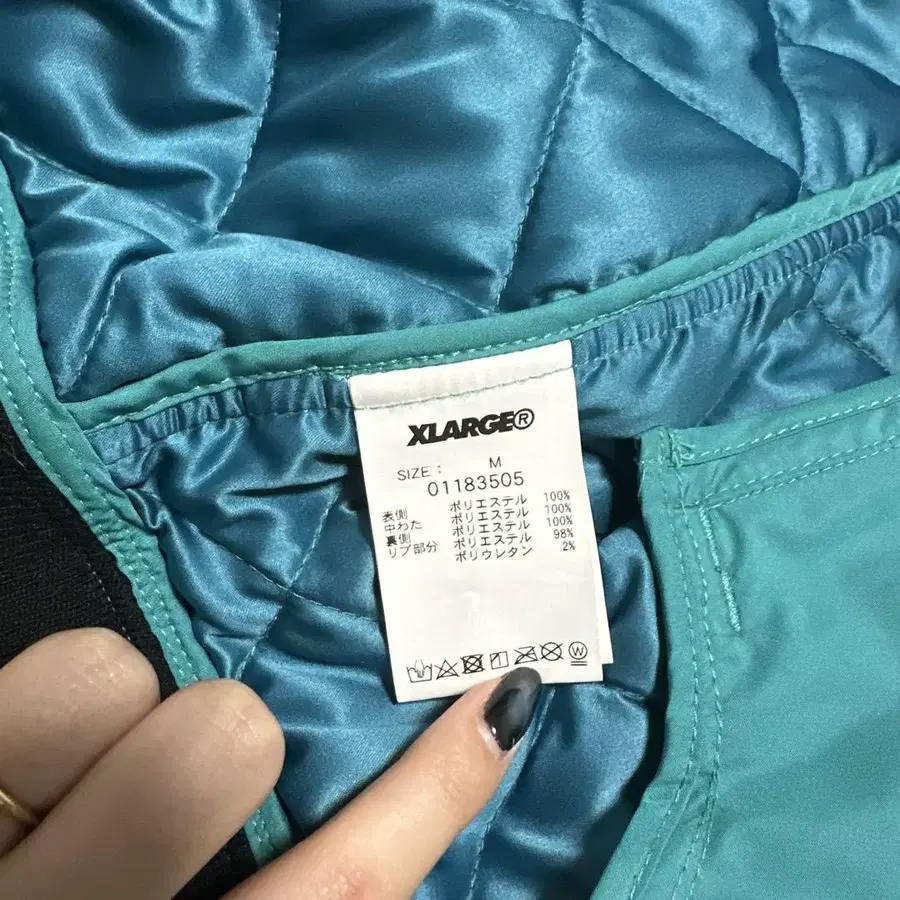 XLARGE®
SIZE : M
01183505
表側 ポリエステル 100%
中わた ポリエステル 100%
裏側 ポリエステル 100%
リブ部分 ポリエステル 98%
ポリウレタン 2%
W